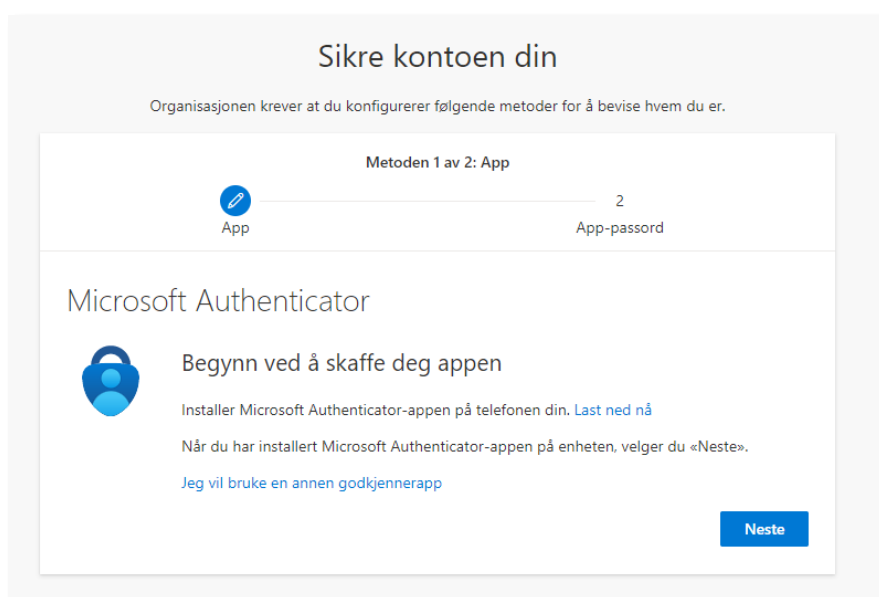 Sikre kontoen din
Organisasjonen krever at du konfigurerer følgende metoder for å bevise hvem du er.
Metoden 1 av 2: App
2
App
App-passord
Microsoft Authenticator
Begynn ved å skaffe deg appen
Installer Microsoft Authenticator-appen på telefonen din. Last ned nå
Når du har installert Microsoft Authenticator-appen på enheten, velger du «Neste».
Jeg vil bruke en annen godkjennerapp
Neste